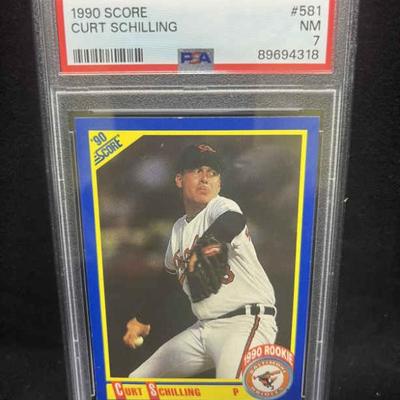 1990 SCORE #581
CURT SCHILLING NM
PSA 7
89694318
'90
SCORE
1990 ROOKIE
CURT SCHILLING P